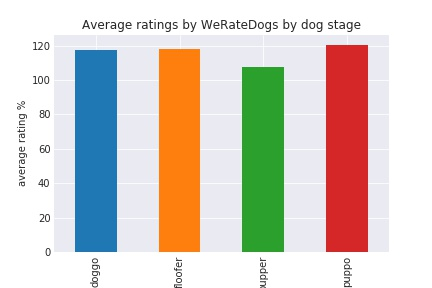 Average ratings by WeRateDogs by dog stage
average rating %
120
100
80
60
40
20
0
doggo
floofer
pupper
puppo